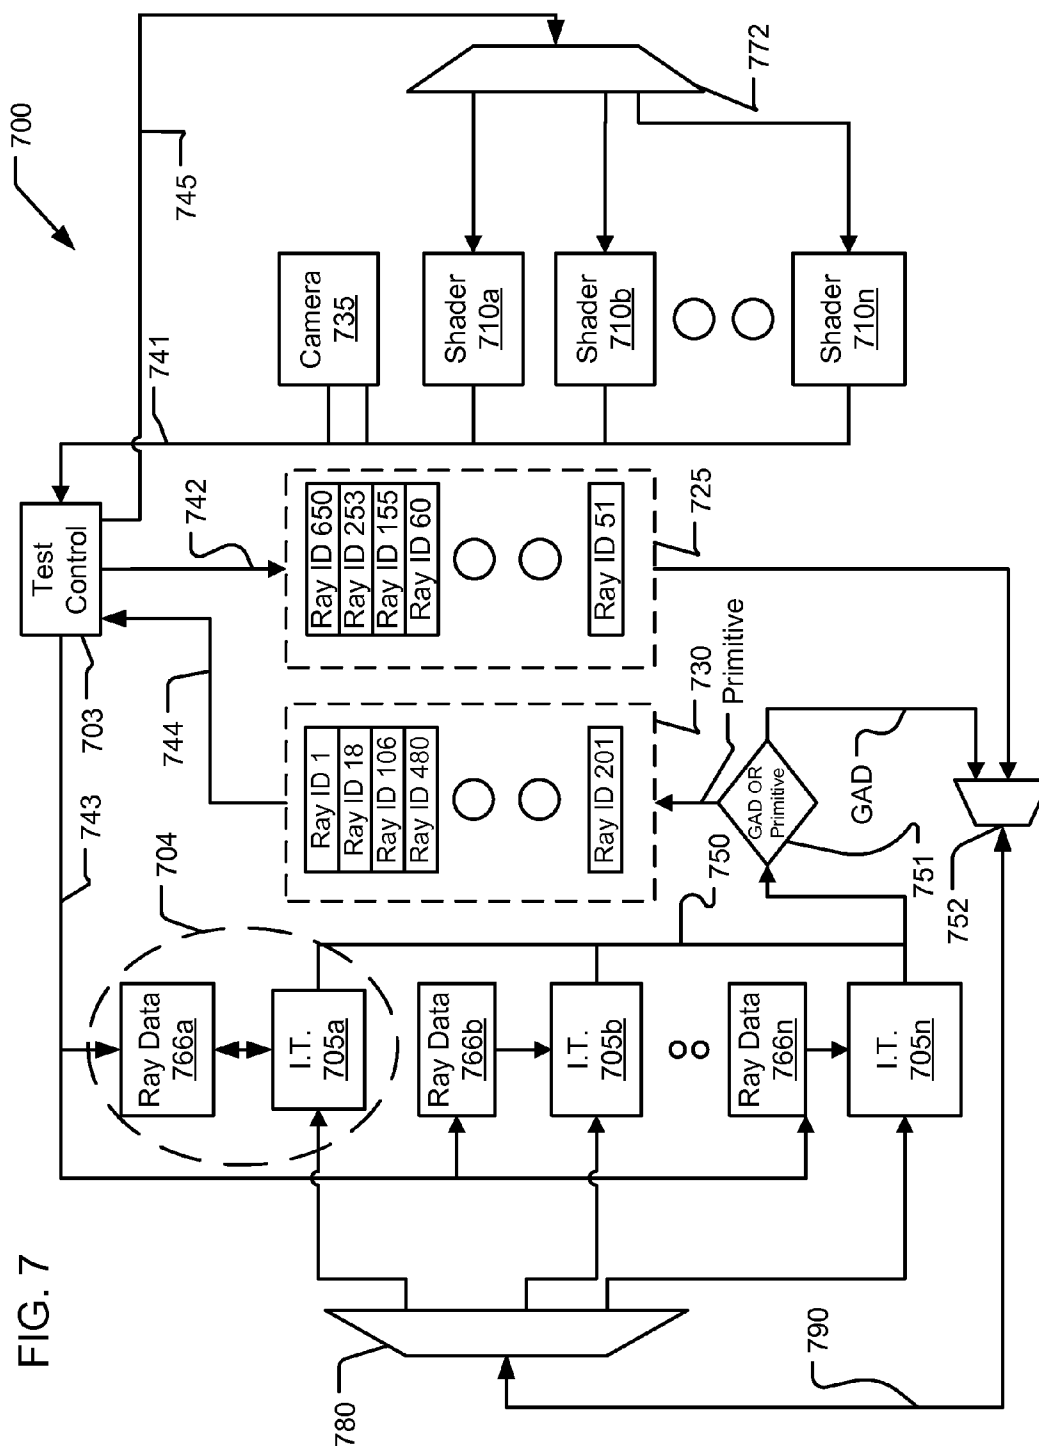 FIG. 7
700
745
772
Camera
735
Shader
710a
Shader
710b
Shader
710n
741
Test
Control
703
742
743
744
Ray ID 650
Ray ID 253
Ray ID 155
Ray ID 60
Ray ID 51
725
Ray ID 1
Ray ID 18
Ray ID 106
Ray ID 480
Ray ID 201
730
Primitive
GAD OR
Primitive
GAD
751
752
750
704
Ray Data
766a
I.T.
705a
Ray Data
766b
I.T.
705b
Ray Data
766n
I.T.
705n
780
790